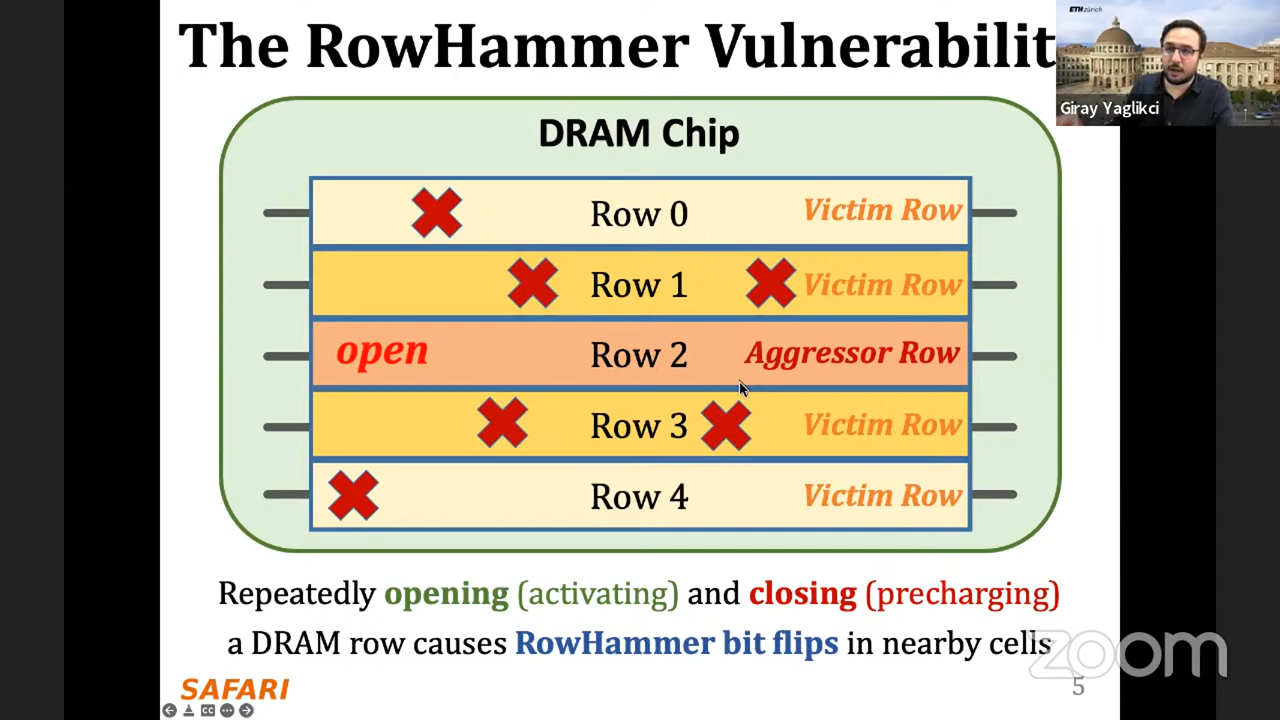 The RowHammer Vulnerabilit
ETH zürich
Giray Yaglikci
DRAM Chip
Row 0 Victim Row
Row 1 Victim Row
open Row 2 Aggressor Row
Row 3 Victim Row
Row 4 Victim Row
Repeatedly opening (activating) and closing (precharging)
a DRAM row causes RowHammer bit flips in nearby cells
zoom
SAFARI
5